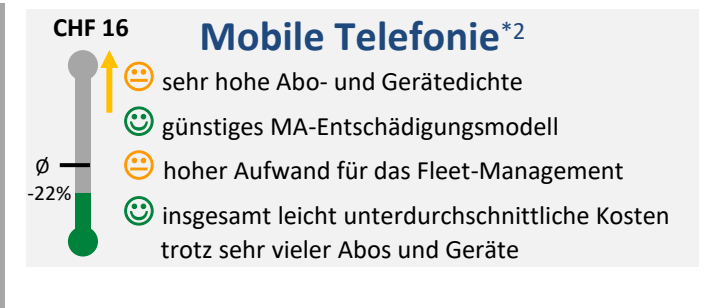 CHF 16
Mobile Telefonie*2
sehr hohe Abo- und Gerätedichte
günstiges MA-Entschädigungsmodell
Ø
hoher Aufwand für das Fleet-Management
-22%
insgesamt leicht unterdurchschnittliche Kosten
trotz sehr vieler Abos und Geräte